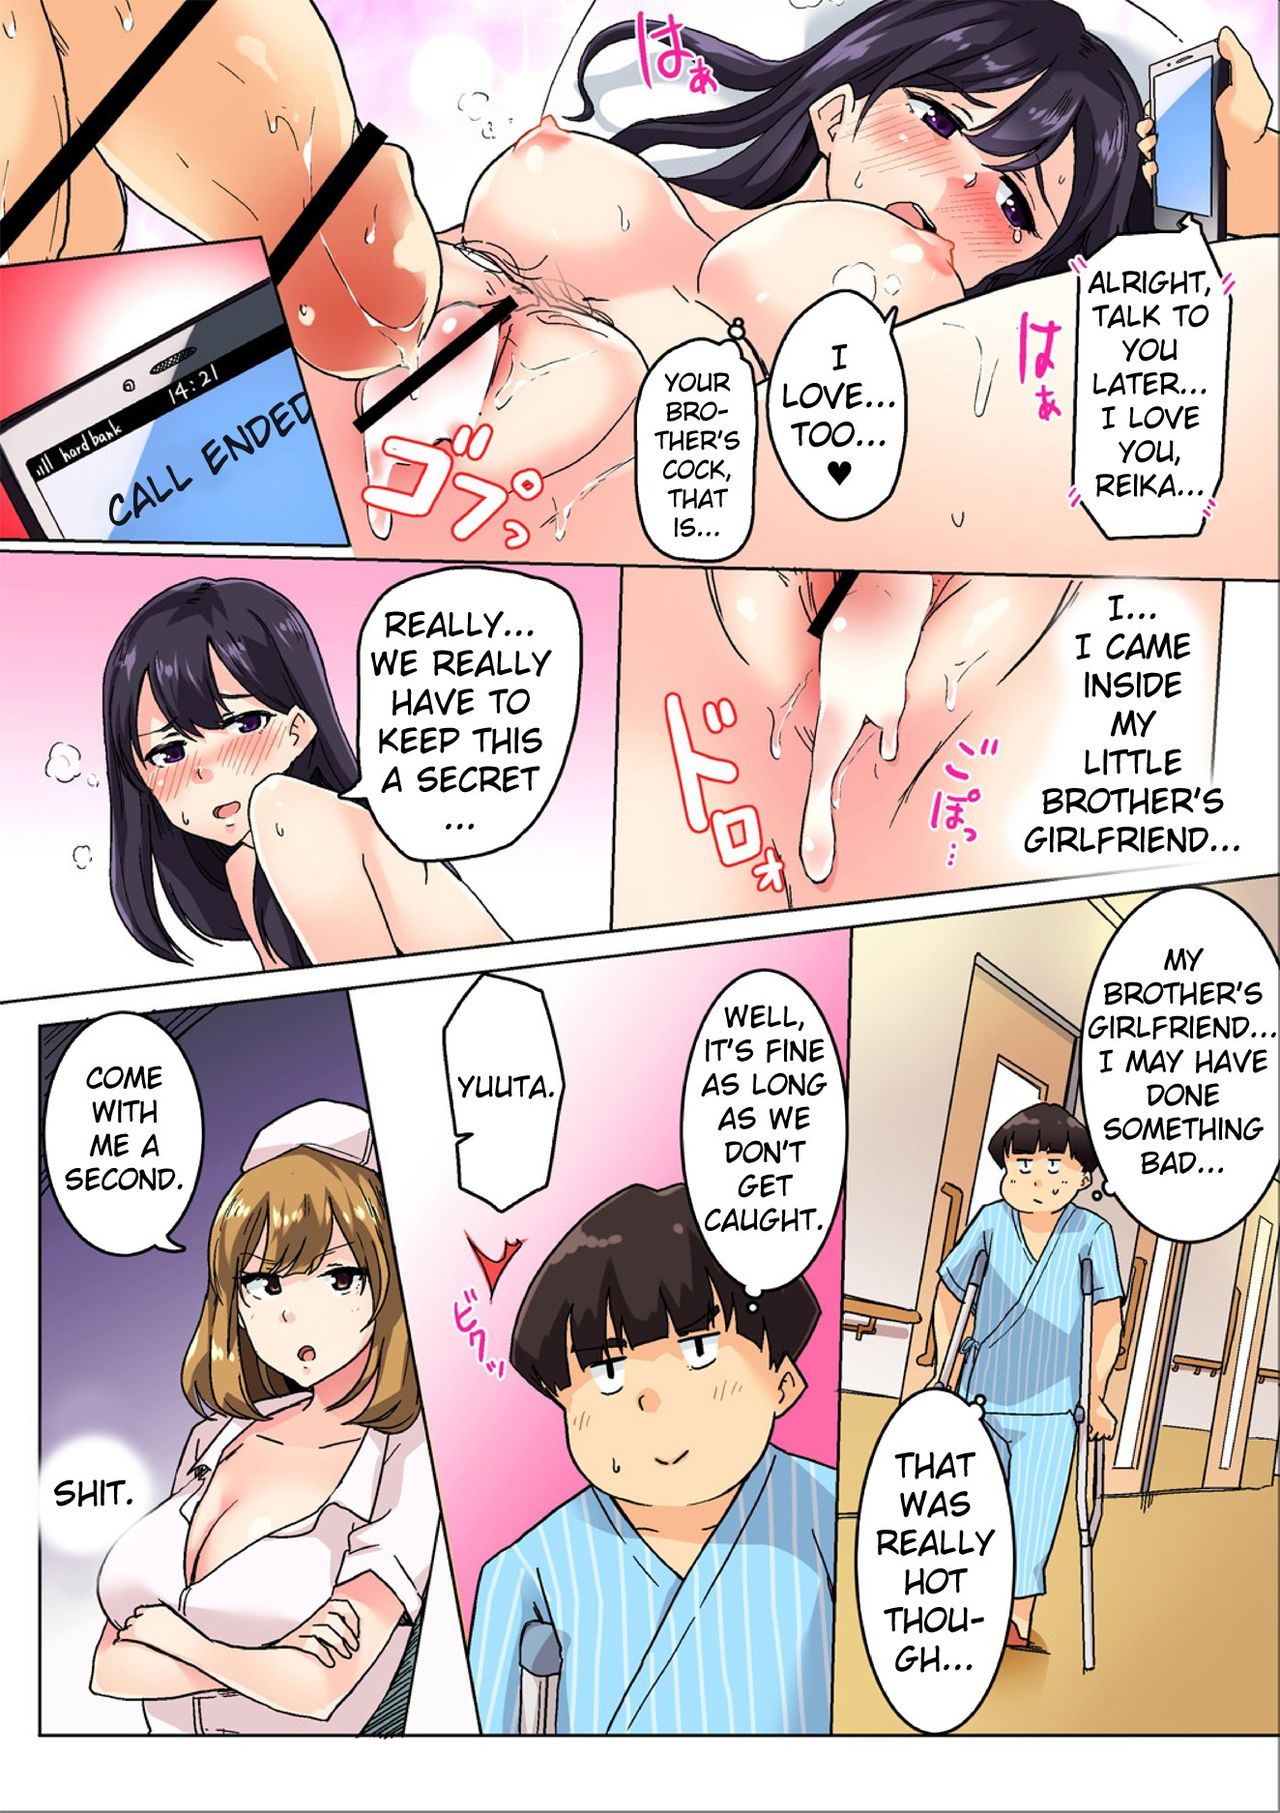 はぁ
ALRIGHT,
TALK TO
YOU
LATER...
I LOVE
YOU,
REIKA...
はぁ
I
LOVE...
TOO...
♥
YOUR
BRO-
THER'S
COCK,
THAT
IS...
ゴプっ
14:21
hard bank
CALL ENDED
I...
I CAME
INSIDE
MY
LITTLE
BROTHER'S
GIRLFRIEND...
ごぽっ...
ドロォ
REALLY...
WE REALLY
HAVE TO
KEEP THIS
A SECRET
...
MY
BROTHER'S
GIRLFRIEND...
I MAY HAVE
DONE
SOMETHING
BAD...
THAT
WAS
REALLY
HOT
THOU-
GH...
WELL,
IT'S FINE
AS LONG
AS WE
DON'T
GET
CAUGHT.
YUUTA.
ビクッ
COME
WITH
ME A
SECOND.
SHIT.